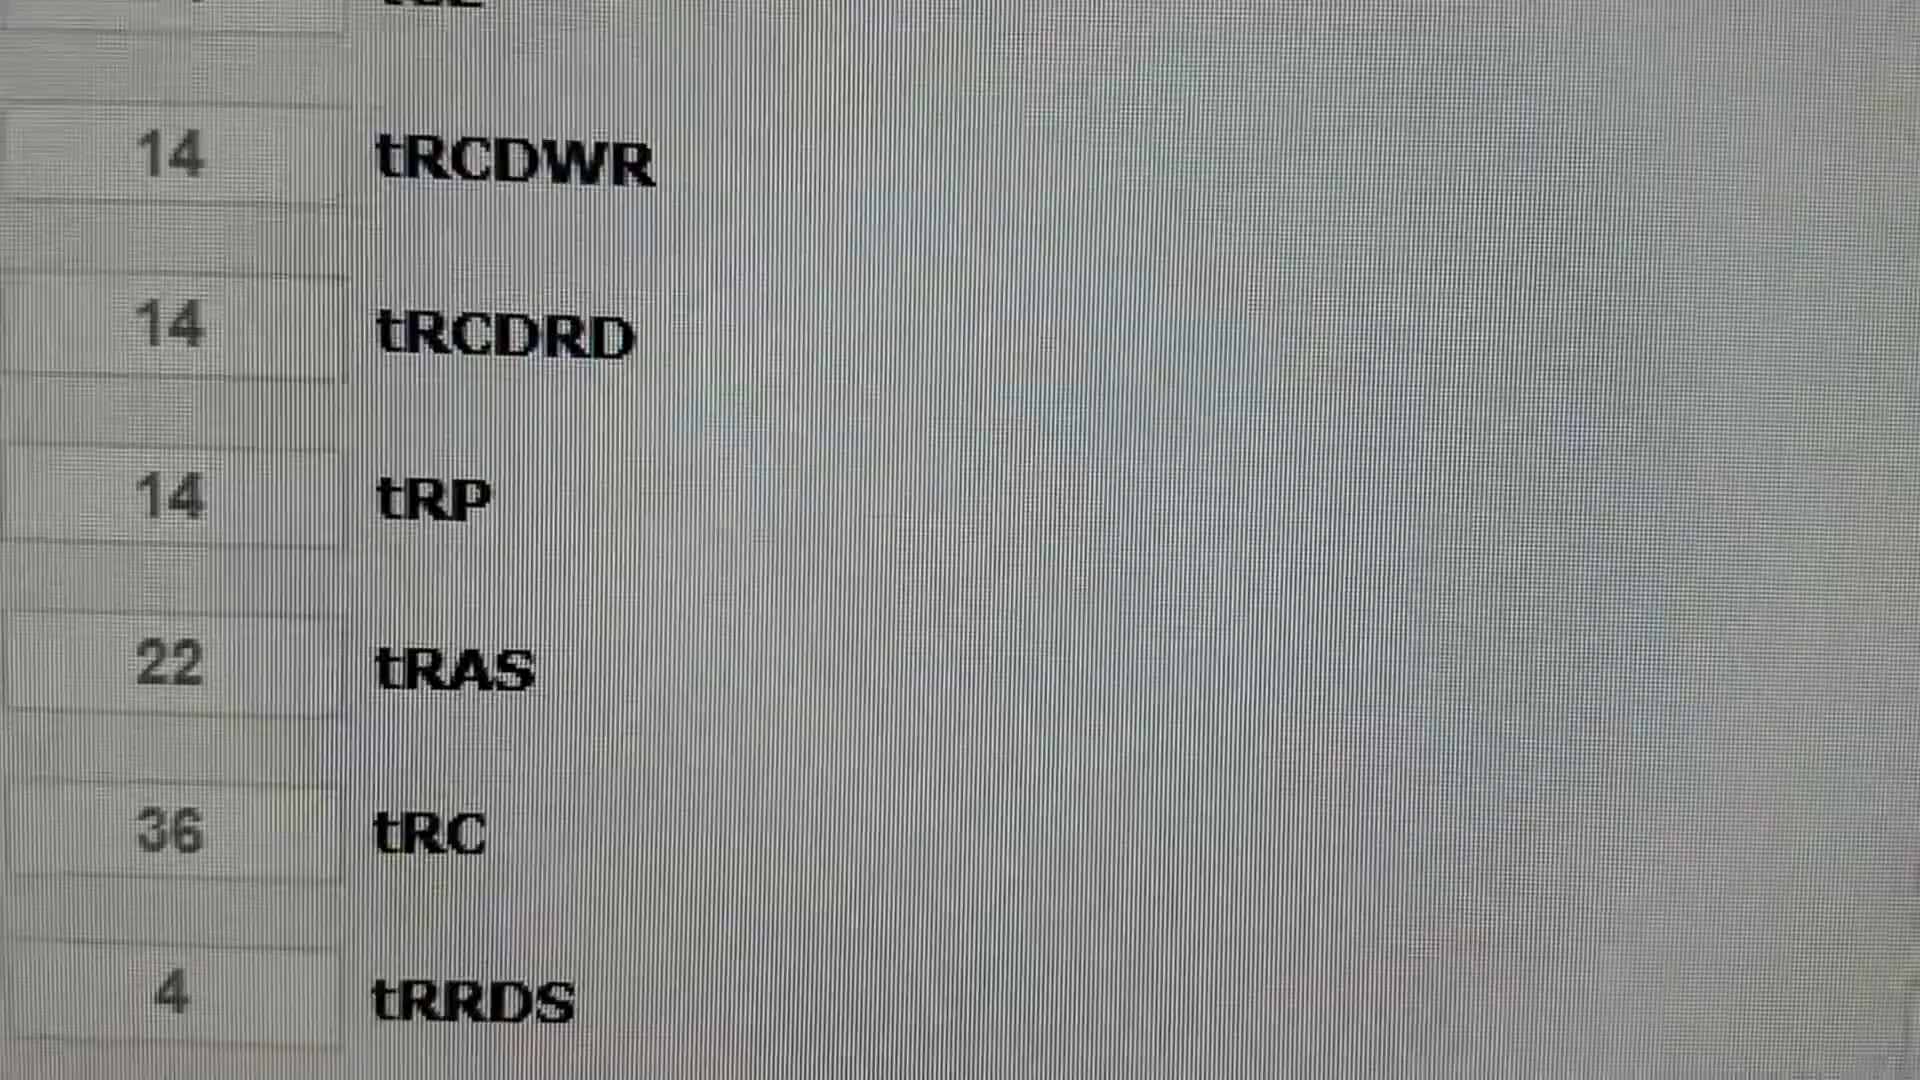 14 tRCDWR
14 tRCDRD
14 tRP
22 tRAS
36 tRC
4 tRRDS